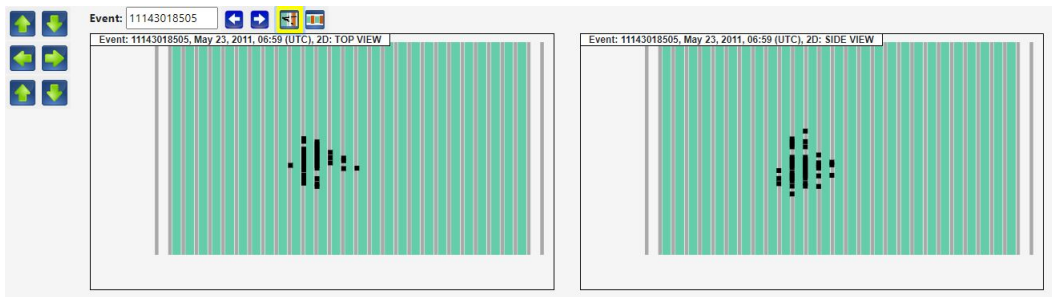 Event: 11143018505
Event: 11143018505, May 23, 2011, 06:59 (UTC), 2D: TOP VIEW
Event: 11143018505, May 23, 2011, 06:59 (UTC), 2D: SIDE VIEW